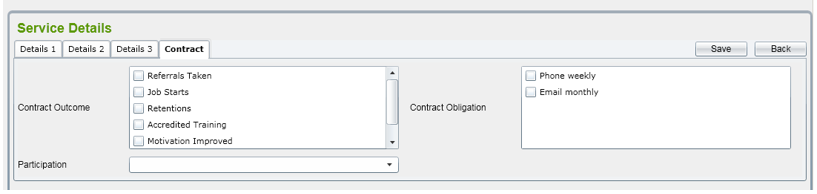 Service Details
Details 1 Details 2 Details 3 Contract Save Back
Contract Outcome
Referrals Taken
Job Starts
Retentions
Accredited Training
Motivation Improved
Contract Obligation
Phone weekly
Email monthly
Participation